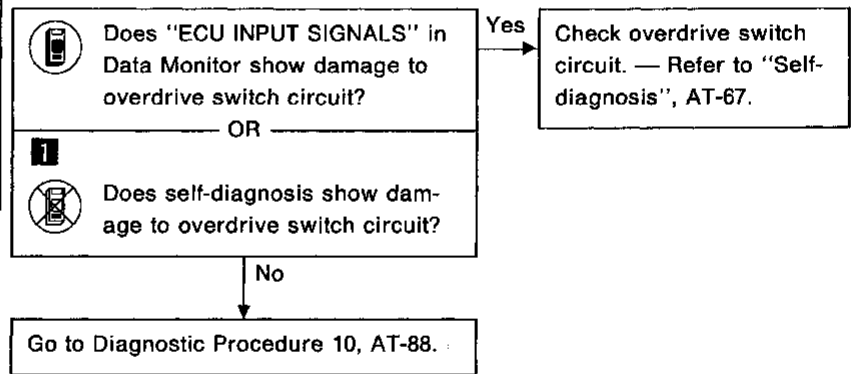 Does "ECU INPUT SIGNALS" in
Data Monitor show damage to
overdrive switch circuit?
OR
1
Does self-diagnosis show dam-
age to overdrive switch circuit?
Yes
Check overdrive switch
circuit. — Refer to "Self-
diagnosis", AT-67.
No
Go to Diagnostic Procedure 10, AT-88.